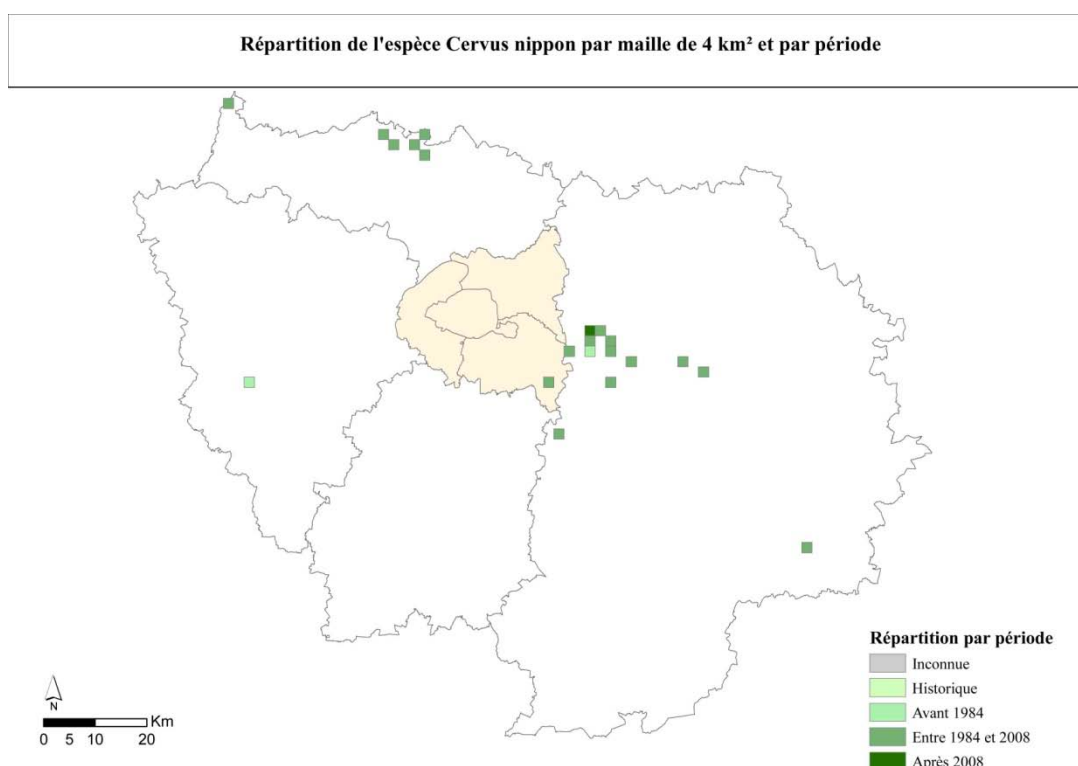 Répartition de l'espèce Cervus nippon par maille de 4 km² et par période
Répartition par période
Inconnue
Historique
Avant 1984
Entre 1984 et 2008
Après 2008
N
Km
0 5 10 20